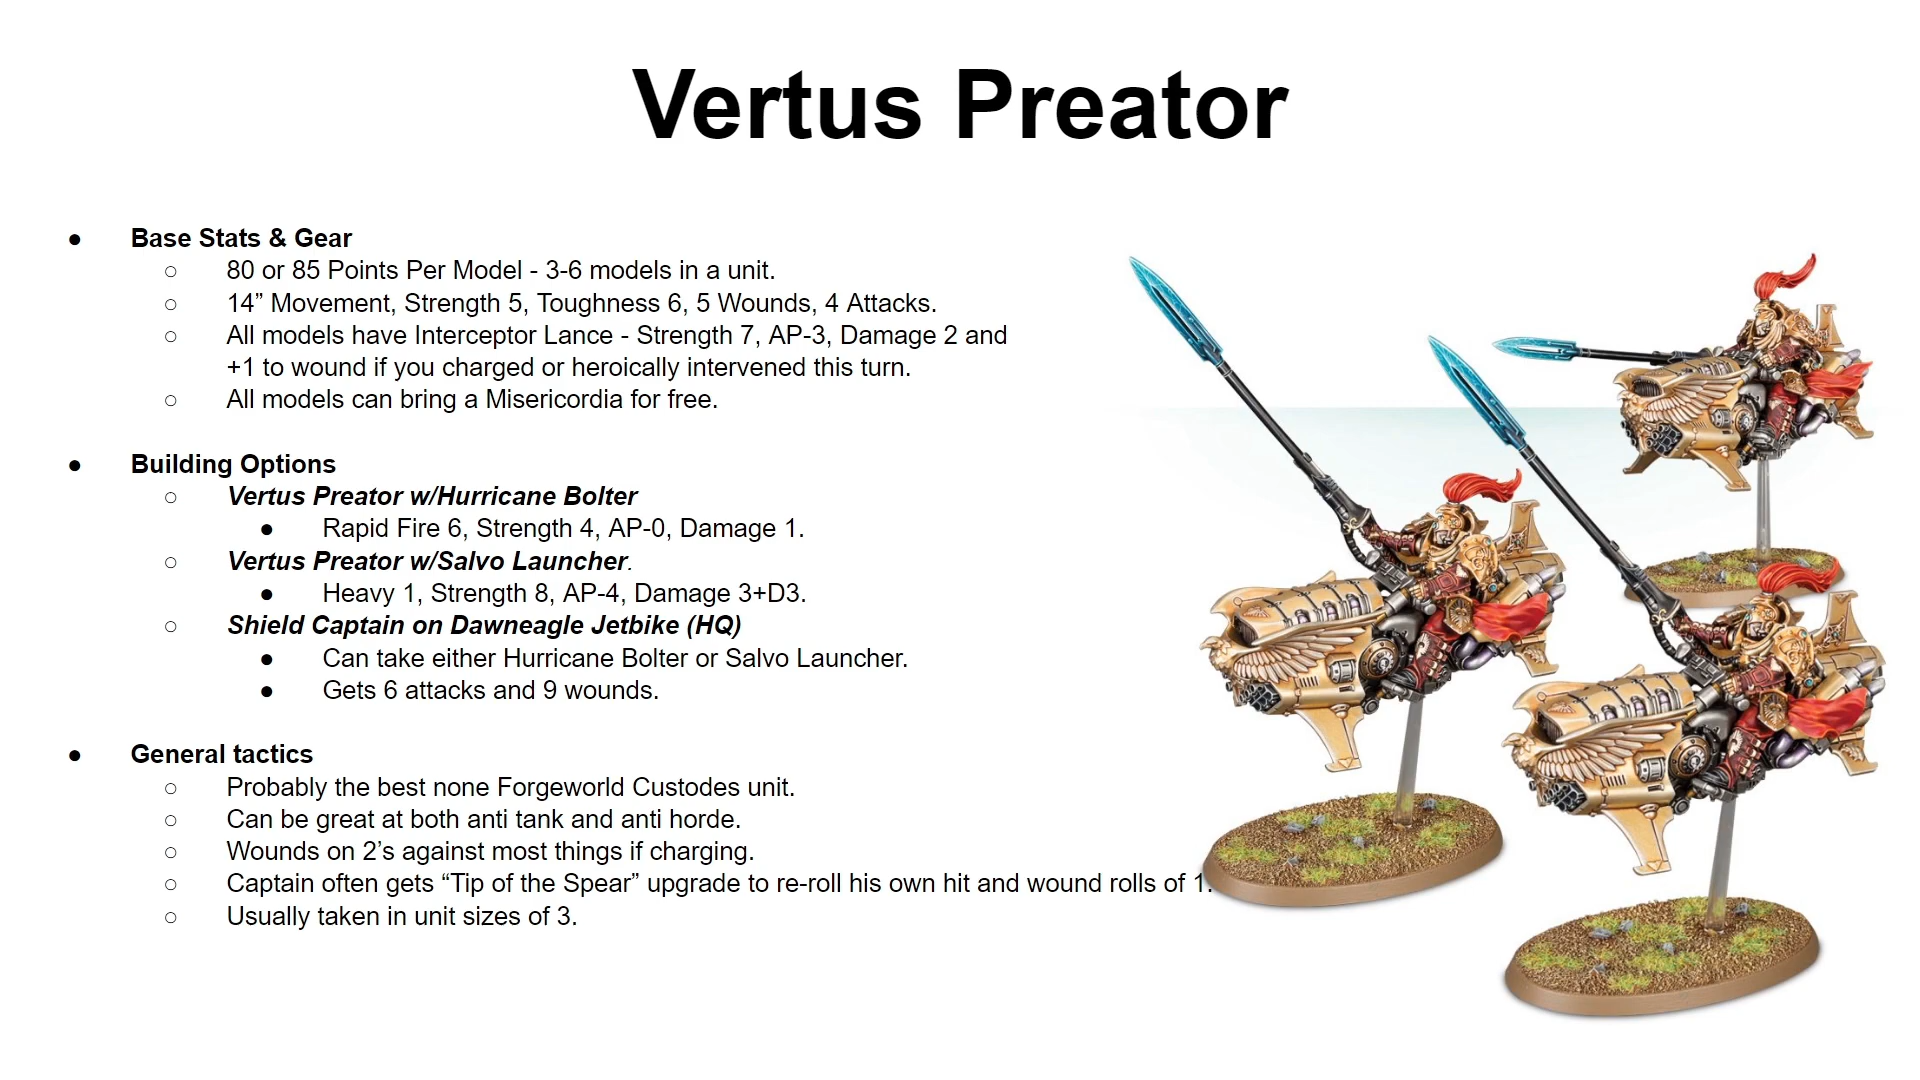 Vertus Preator
● Base Stats & Gear
○ 80 or 85 Points Per Model - 3-6 models in a unit.
○ 14” Movement, Strength 5, Toughness 6, 5 Wounds, 4 Attacks.
○ All models have Interceptor Lance - Strength 7, AP-3, Damage 2 and
+1 to wound if you charged or heroically intervened this turn.
○ All models can bring a Misericordia for free.
● Building Options
○ Vertus Preator w/Hurricane Bolter
● Rapid Fire 6, Strength 4, AP-0, Damage 1.
○ Vertus Preator w/Salvo Launcher.
● Heavy 1, Strength 8, AP-4, Damage 3+D3.
○ Shield Captain on Dawneagle Jetbike (HQ)
● Can take either Hurricane Bolter or Salvo Launcher.
● Gets 6 attacks and 9 wounds.
● General tactics
○ Probably the best none Forgeworld Custodes unit.
○ Can be great at both anti tank and anti horde.
○ Wounds on 2’s against most things if charging.
○ Captain often gets “Tip of the Spear” upgrade to re-roll his own hit and wound rolls of 1.
○ Usually taken in unit sizes of 3.